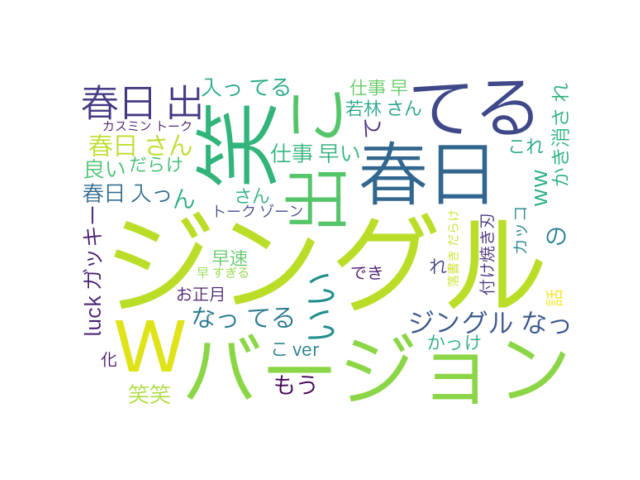 春日 出
入っ てる
仕事 早
てる
かき消さ れ
カスミン トーク
若林 さん
て
笑
こ
春日 さん
仕事 早い
これ
良い
だらけ
春日
ww
春日 入っ
ん
さん
出
トーク ゾーン
luck ガッキー
ジングル
落書き だらけ
付け焼き刃
カッコ
の
早速
早 すぎる
でき
れ
お正月
いい
話
w
なっ てる
ジングル なっ
化
こ ver
かっけ
バージョン
もう
笑笑